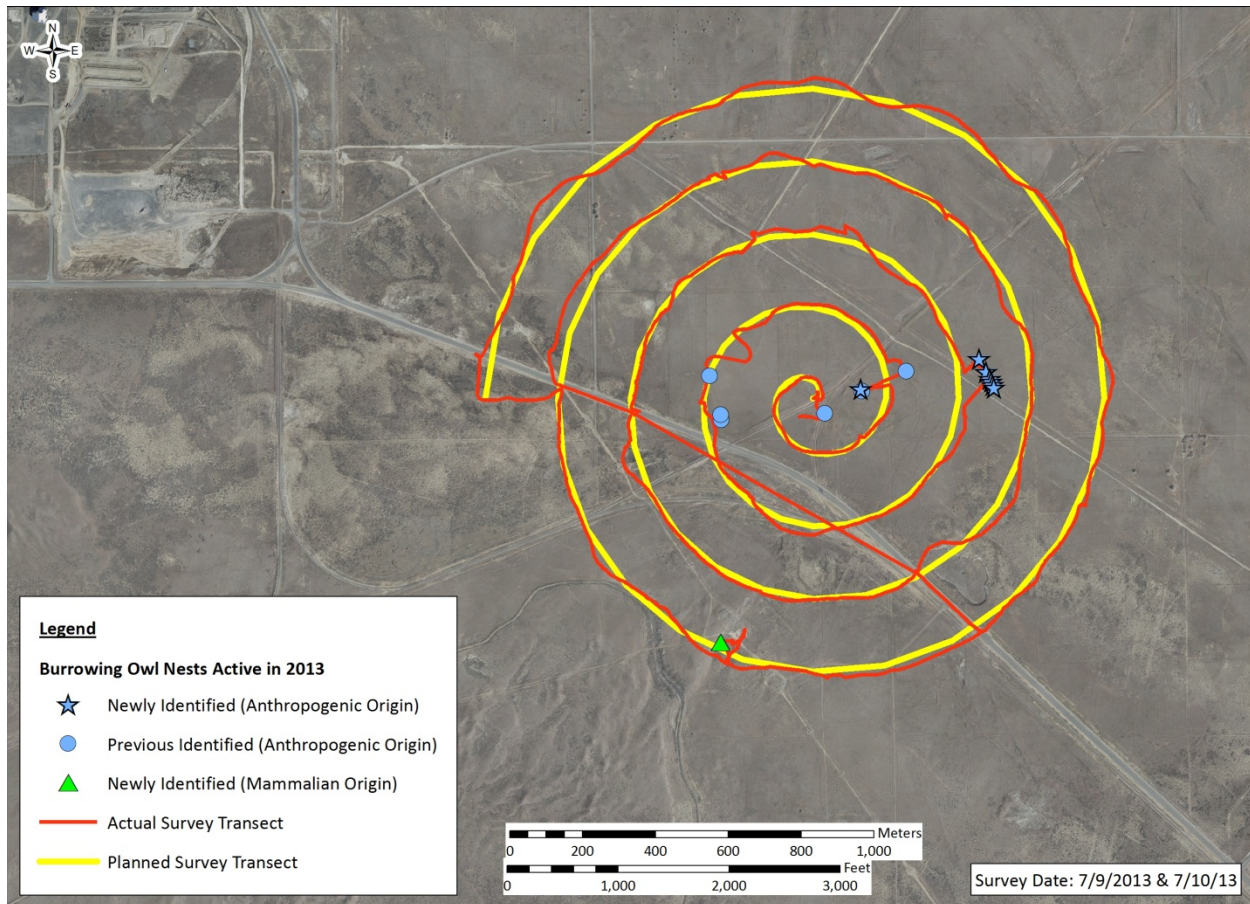 N
W E
S
Legend
Burrowing Owl Nests Active in 2013
Newly Identified (Anthropogenic Origin)
Previous Identified (Anthropogenic Origin)
Newly Identified (Mammalian Origin)
Actual Survey Transect
Planned Survey Transect
Meters
0 200 400 600 800 1,000
Feet
0 1,000 2,000 3,000
Survey Date: 7/9/2013 & 7/10/13